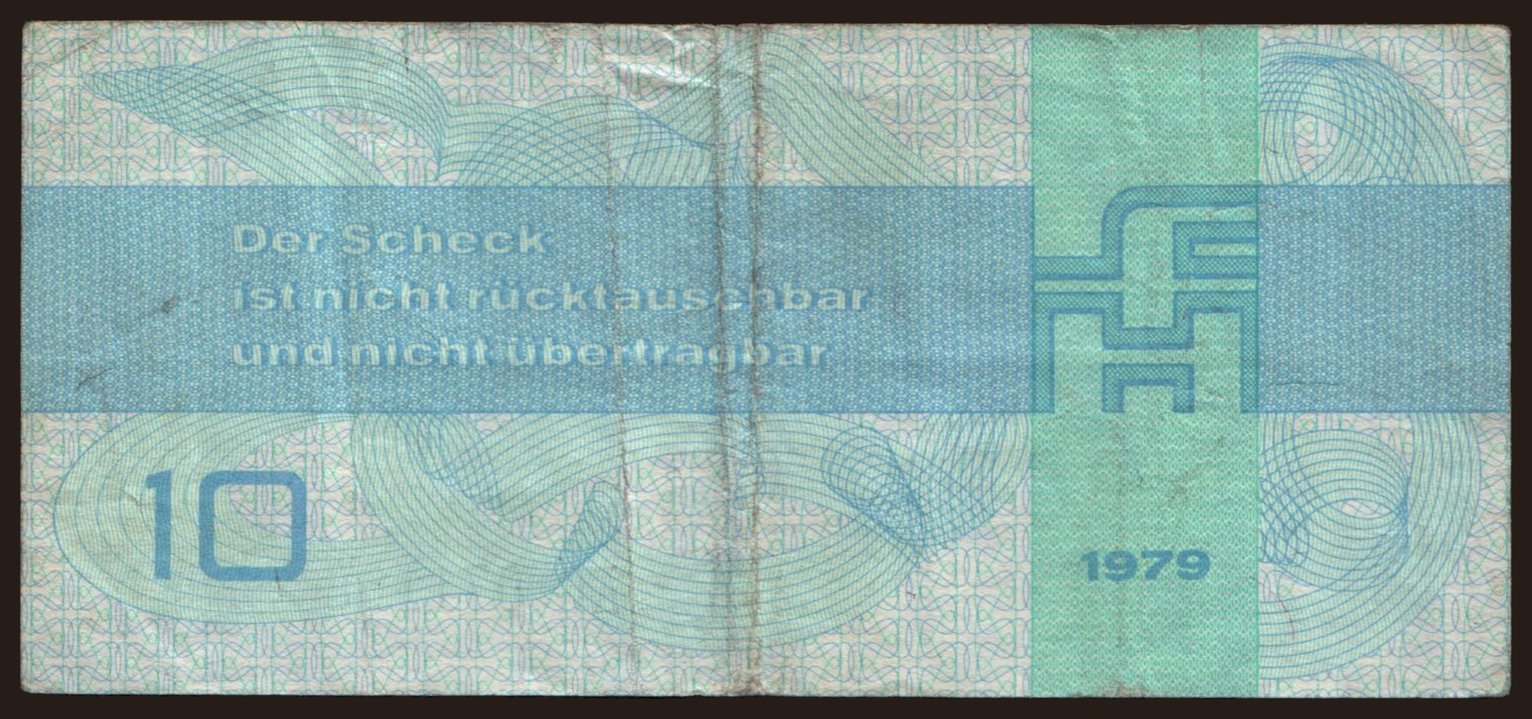 Der Scheck
ist nicht rücktauschbar
und nicht übertragbar
10
1979